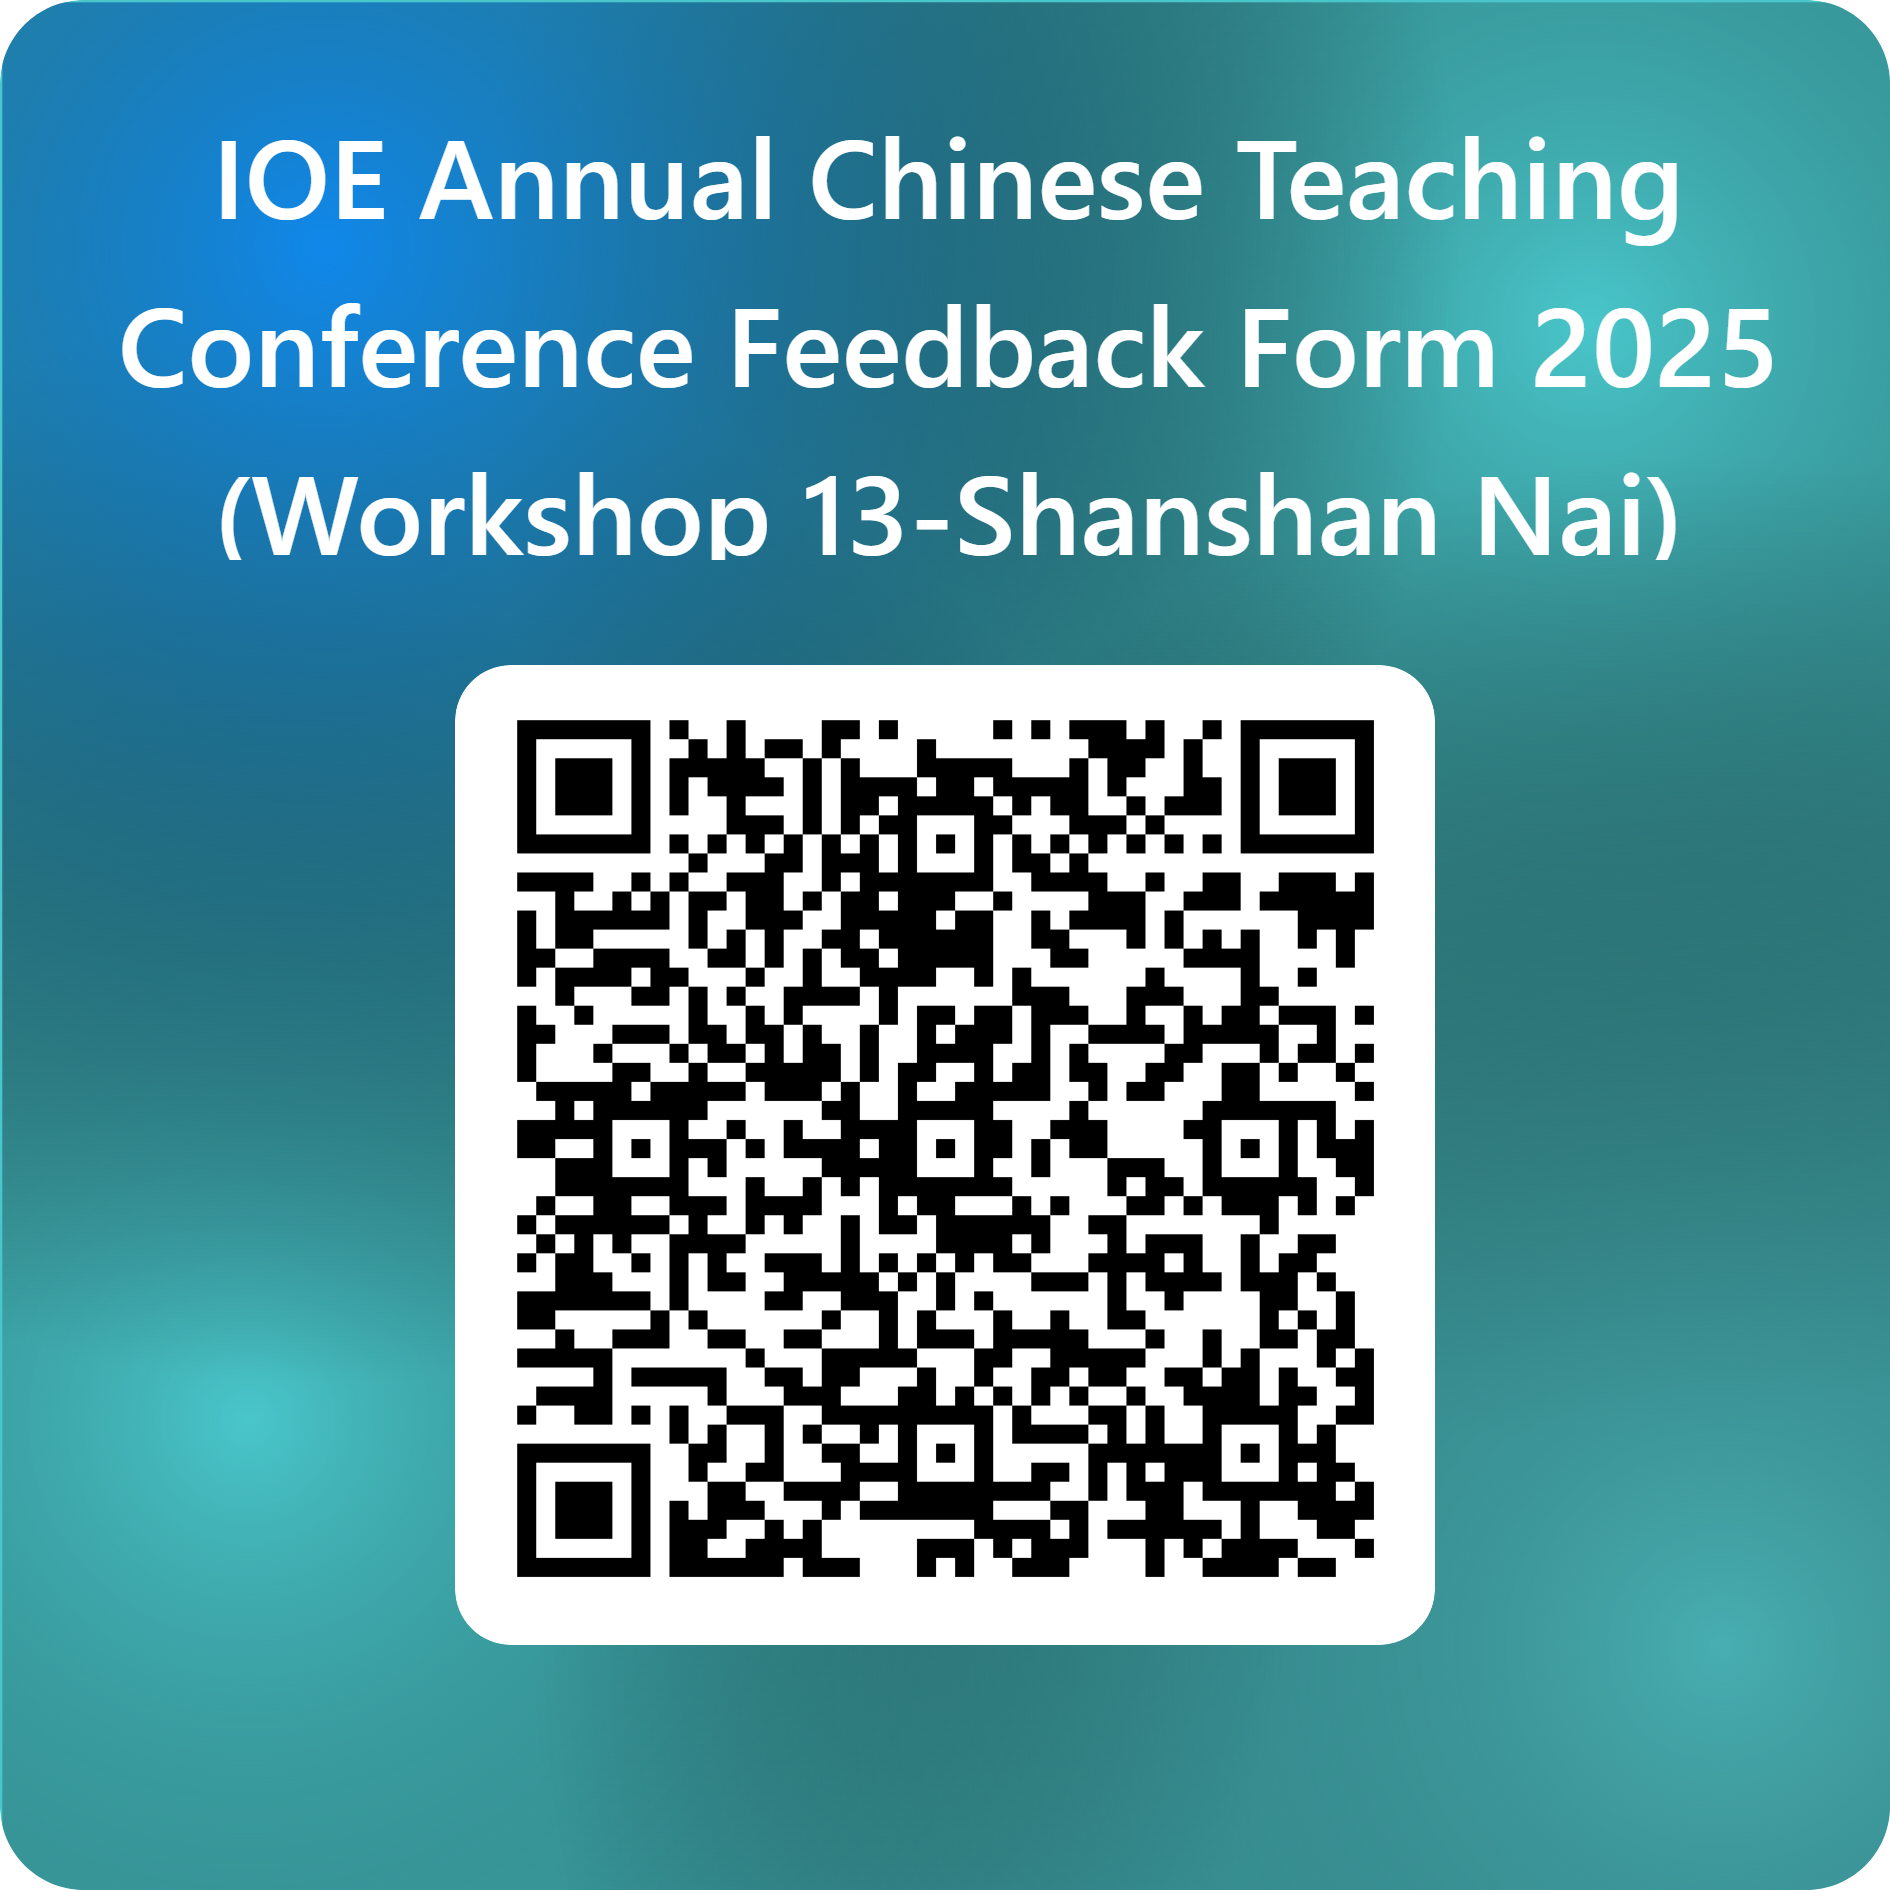 IOE Annual Chinese Teaching
Conference Feedback Form 2025
(Workshop 13-Shanshan Nai)